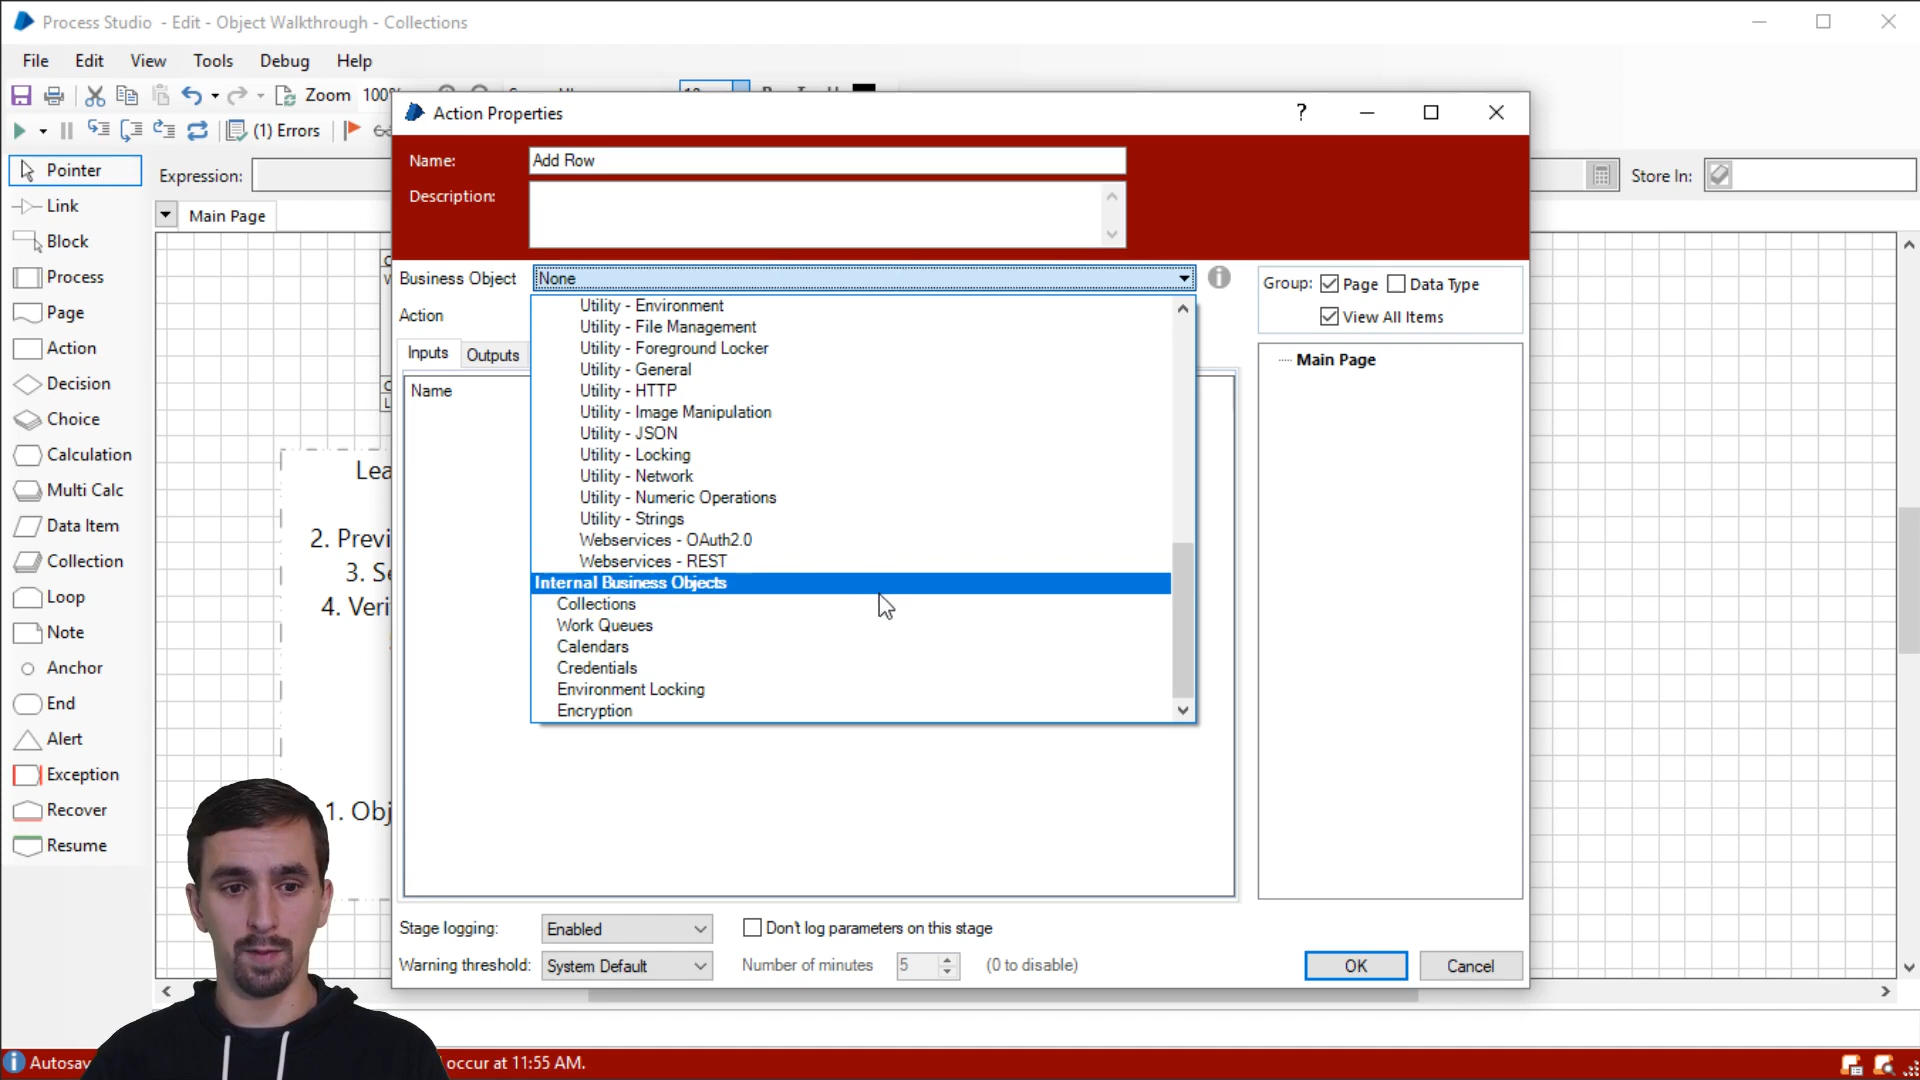 Process Studio - Edit - Object Walkthrough - Collections
File Edit View Tools Debug Help
Zoom 100%
(1) Errors
Expression:
Store In:
Main Page
Pointer
Link
Block
Process
Page
Action
Decision
Choice
Calculation
Multi Calc
Data Item
Collection
Loop
Note
Anchor
End
Alert
Exception
Recover
Resume
Lea
2. Previ
3. Se
4. Veri
1. Obj
Action Properties
?
Name: Add Row
Description:
Business Object None
Action
Inputs Outputs
Name
Utility - Environment
Utility - File Management
Utility - Foreground Locker
Utility - General
Utility - HTTP
Utility - Image Manipulation
Utility - JSON
Utility - Locking
Utility - Network
Utility - Numeric Operations
Utility - Strings
Webservices - OAuth2.0
Webservices - REST
Internal Business Objects
Collections
Work Queues
Calendars
Credentials
Environment Locking
Encryption
Group: Page Data Type
View All Items
Main Page
Stage logging: Enabled Don't log parameters on this stage
Warning threshold: System Default Number of minutes 5 (0 to disable)
OK Cancel
Autosav
occur at 11:55 AM.